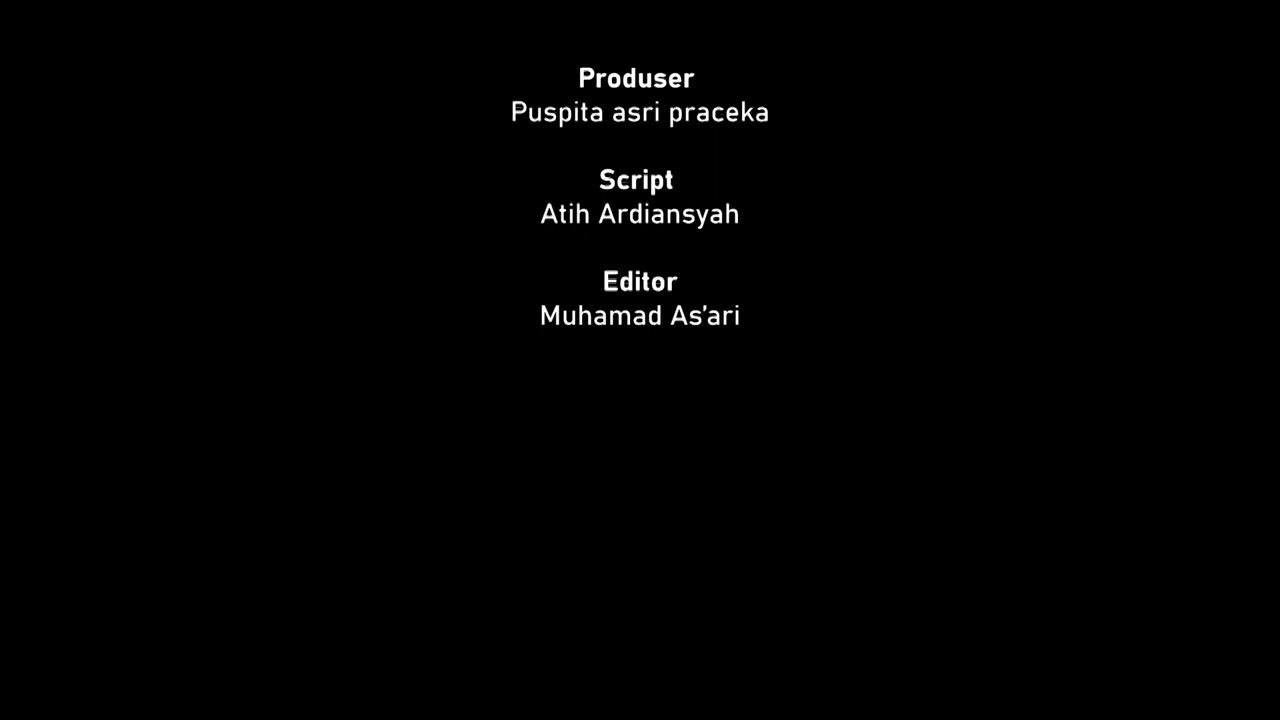 Produser
Puspita asri praceka
Script
Atih Ardiansyah
Editor
Muhamad As’ari